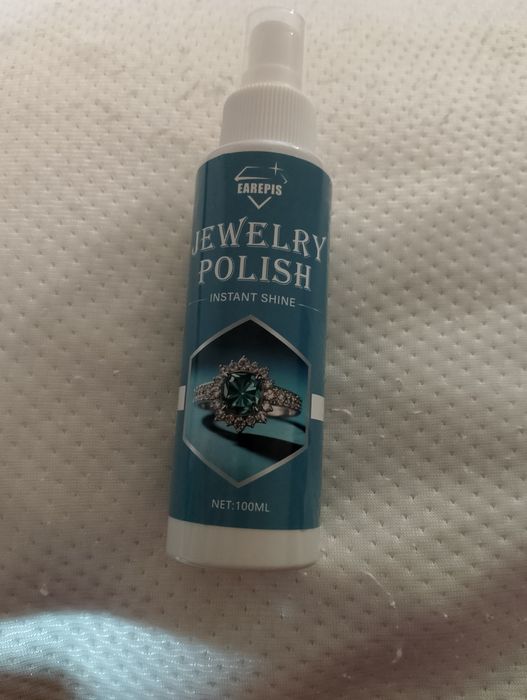 EAREPIS
JEWELRY
POLISH
INSTANT SHINE
NET:100ML